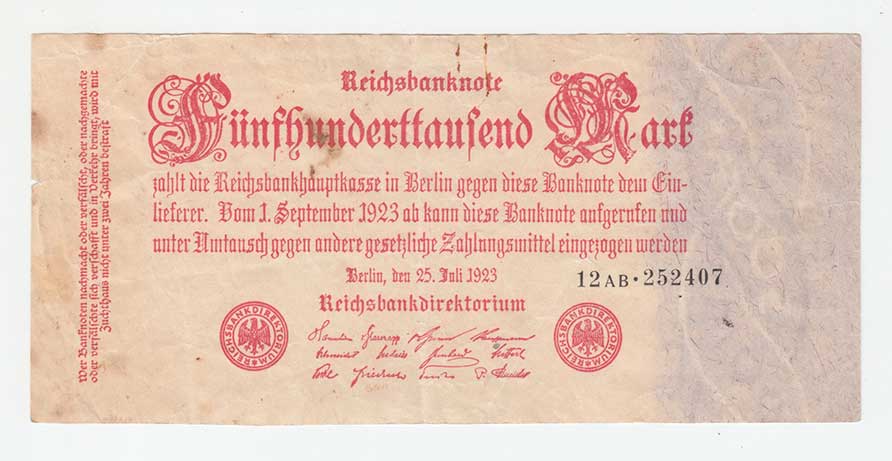 Reichsbanknote
Fünfhunderttausend Mark
zahlt die Reichsbankhauptkasse in Berlin gegen diese Banknote dem Ein-
lieferer. Vom 1. September 1923 ab kann diese Banknote aufgerufen und
unter Umtausch gegen andere gesetzliche Zahlungsmittel eingezogen werden
Berlin, den 25. Juli 1923
12AB·252407
Reichsbankdirektorium
REICHSBANKDIREKTORIUM
REICHSBANKDIREKTORIUM
Wer Banknoten nachmacht oder verfälscht, oder nachgemachte
oder verfälschte sich verschafft und in Verkehr bringt, wird mit
Zuchthaus nicht unter zwei Jahren bestraft